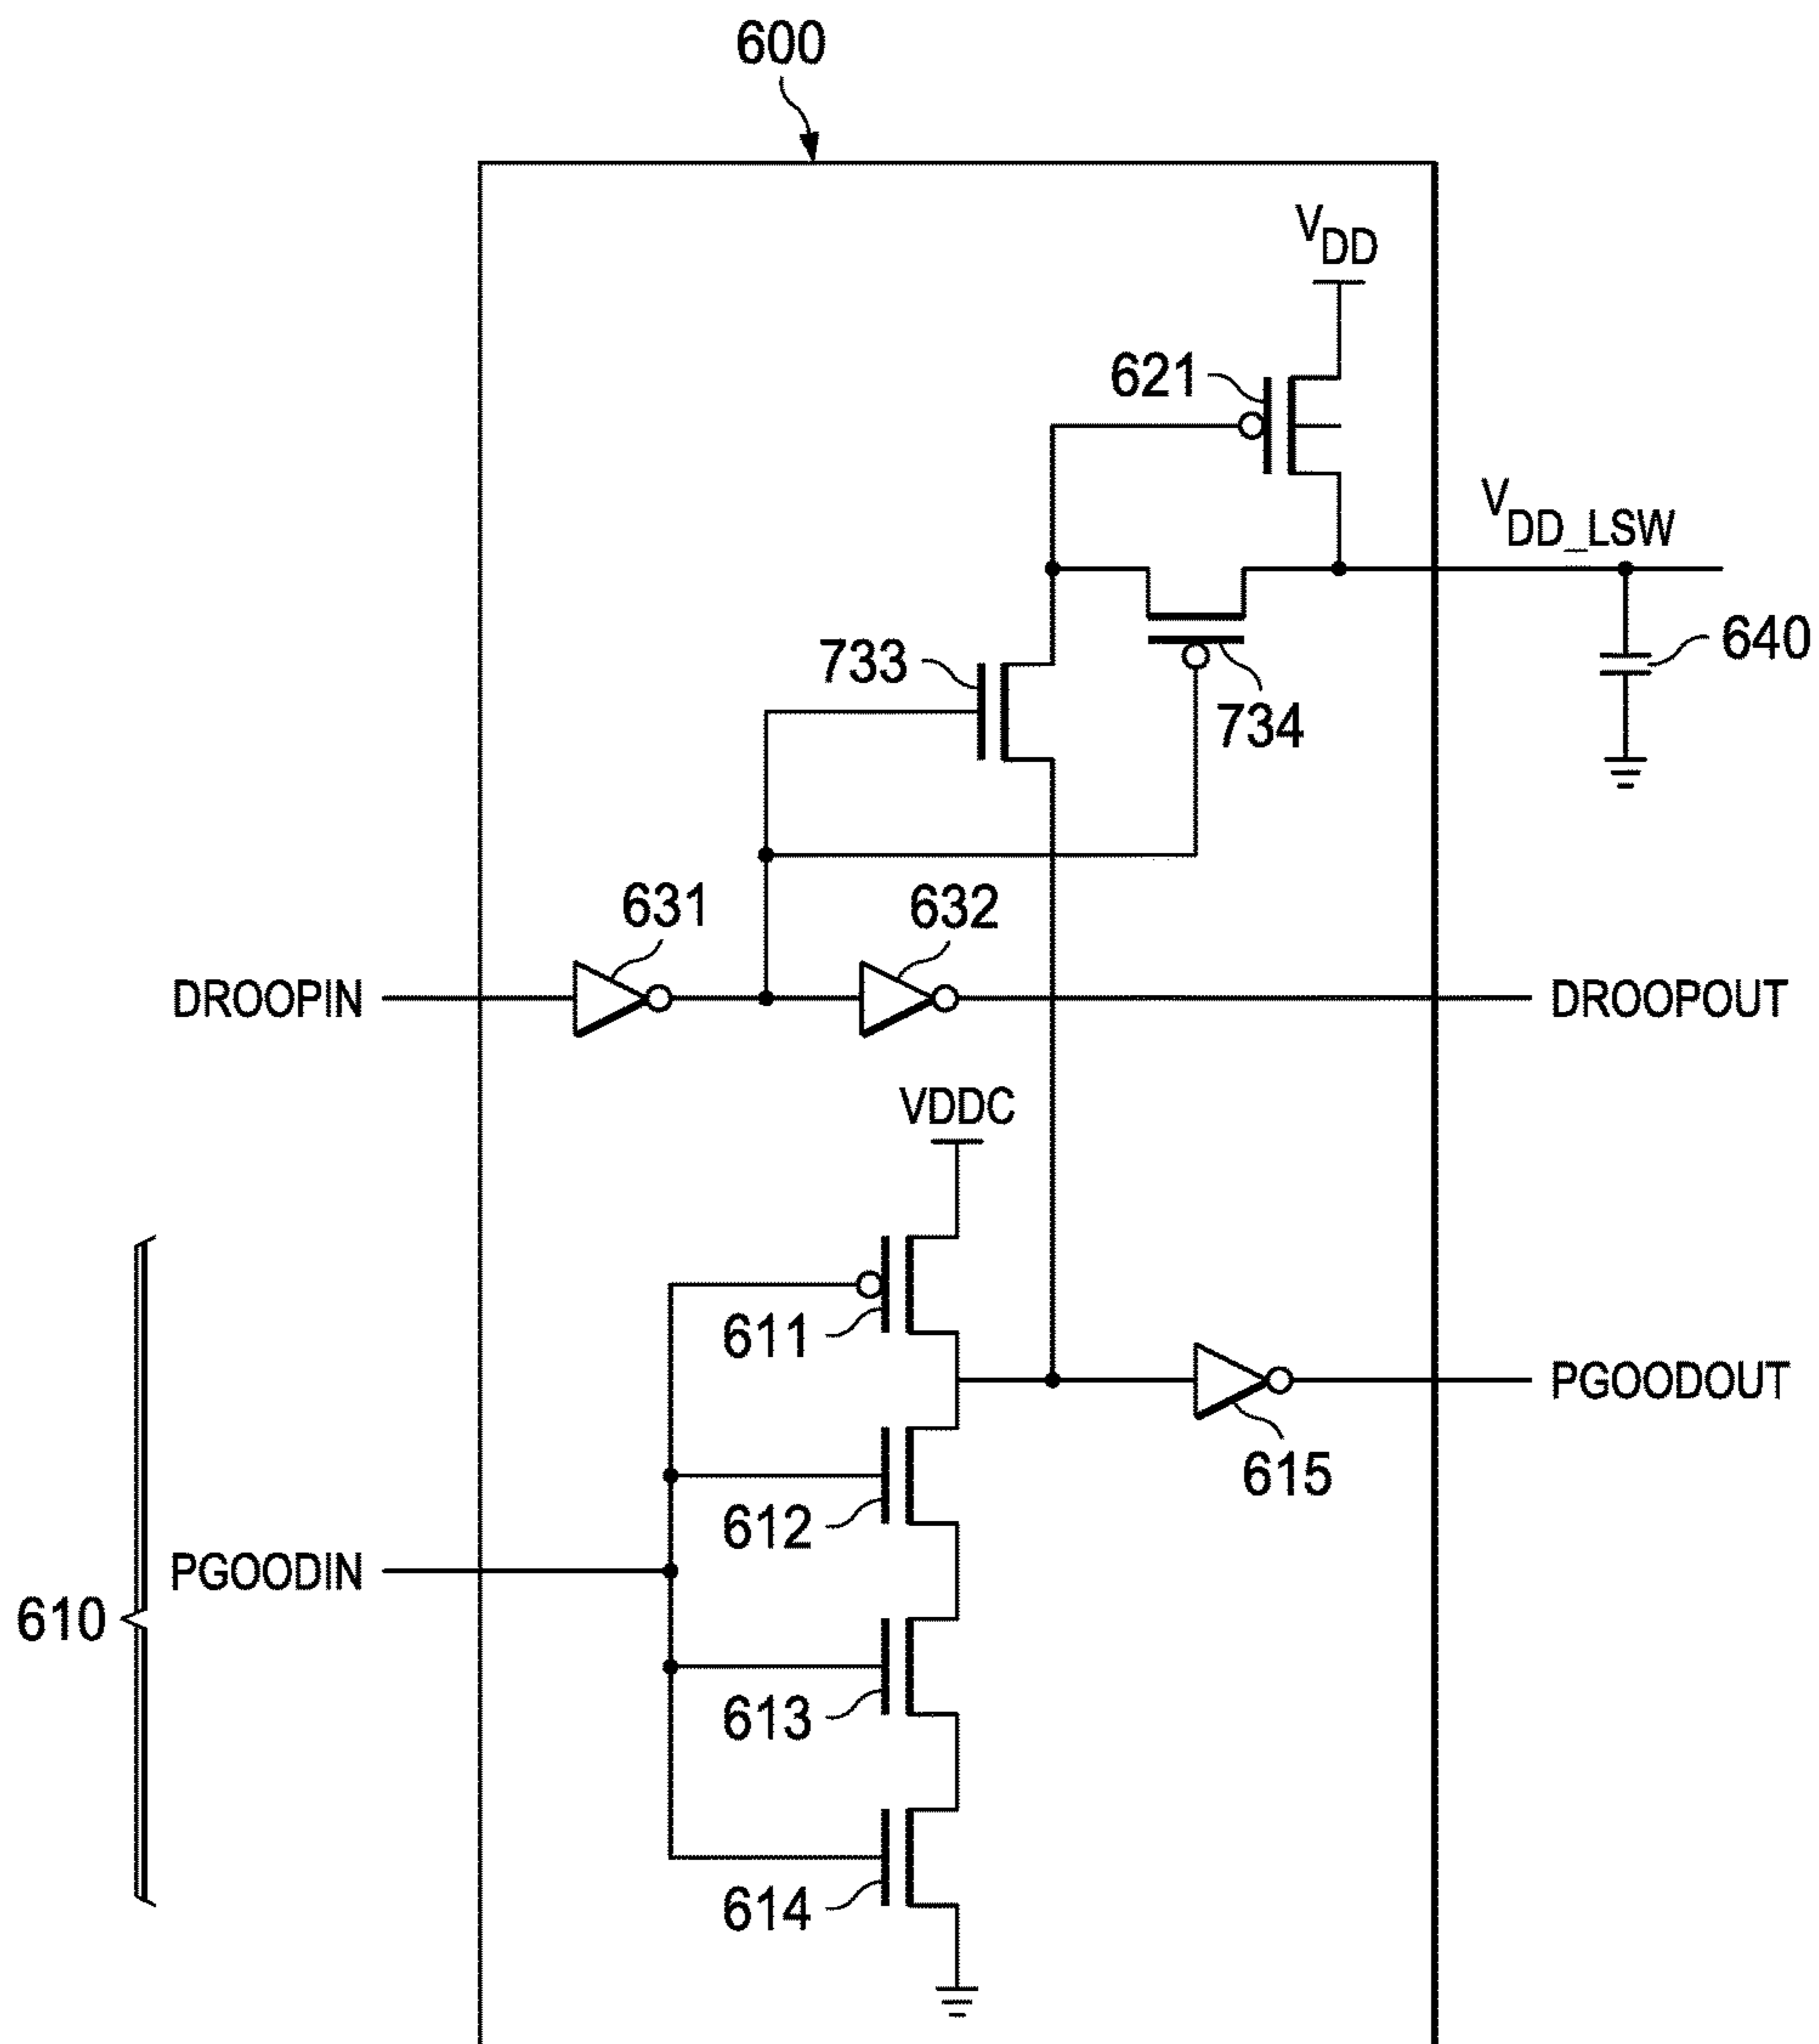 600
VDD
621
VDD_LSW
640
733
734
631
632
DROOPIN
DROOPOUT
VDDC
611
PGOODOUT
615
612
PGOODIN
610
613
614